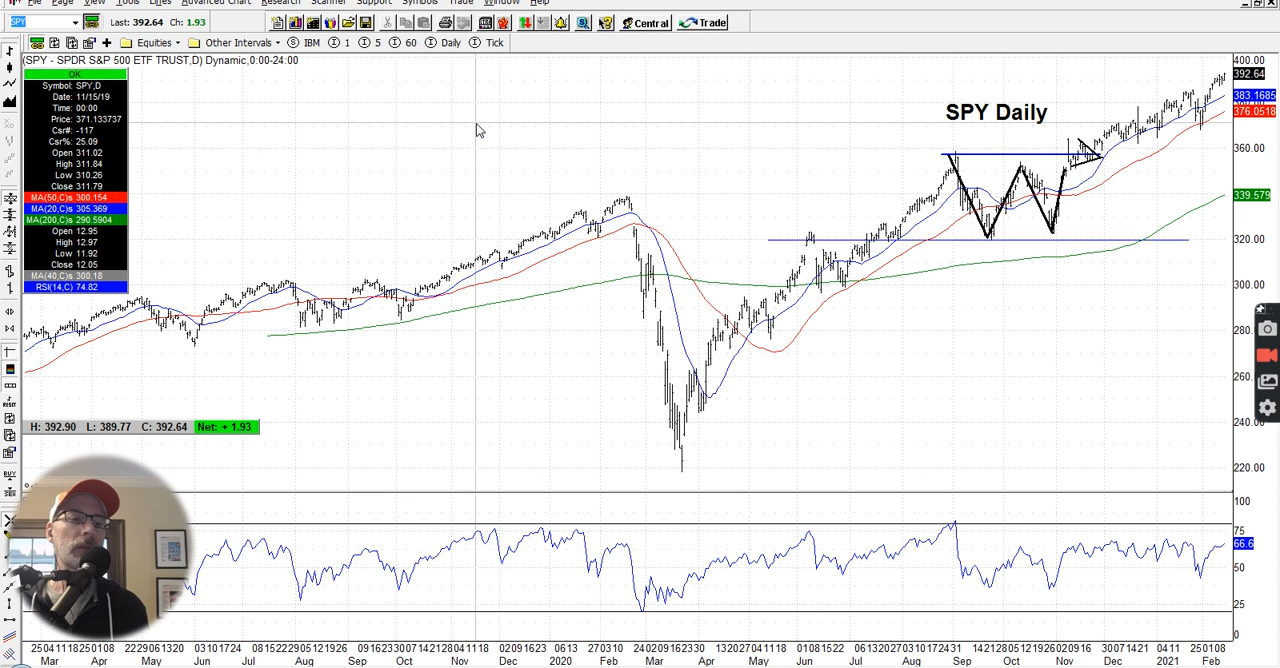 File Page View Tools Lines Advanced Chart Research Scanner Support Symbols Trade Window Help
SPY Last: 392.64 Ch: 1.93 Central Trade
Equities Other Intervals IBM 1 5 60 Daily Tick
(SPY - SPDR S&P 500 ETF TRUST,D) Dynamic,0:00-24:00
OK
Symbol: SPY,D
Date: 11/15/19
Time: 00:00
Price: 371.133737
Csr#: -117
Csr%: 25.09
Open 311.02
High 311.84
Low 310.26
Close 311.79
MA(50,C)s 300.154
MA(20,C)s 305.369
MA(200,C)s 290.5904
Open 12.95
High 12.97
Low 11.92
Close 12.05
MA(40,C)s 300.18
RSI(14,C) 74.82
SPY Daily
400.00
392.64
383.1685
376.0518
360.00
339.579
320.00
300.00
280.00
260.00
240.00
220.00
H: 392.90 L: 389.77 C: 392.64 Net: + 1.93
RESET
BUY
100
75
66.6
50
25
0
Mar Apr May Jun Jul Aug Sep Oct Nov Dec 2020 Feb Mar Apr May Jun Jul Aug Sep Oct Nov Dec 2021 Feb